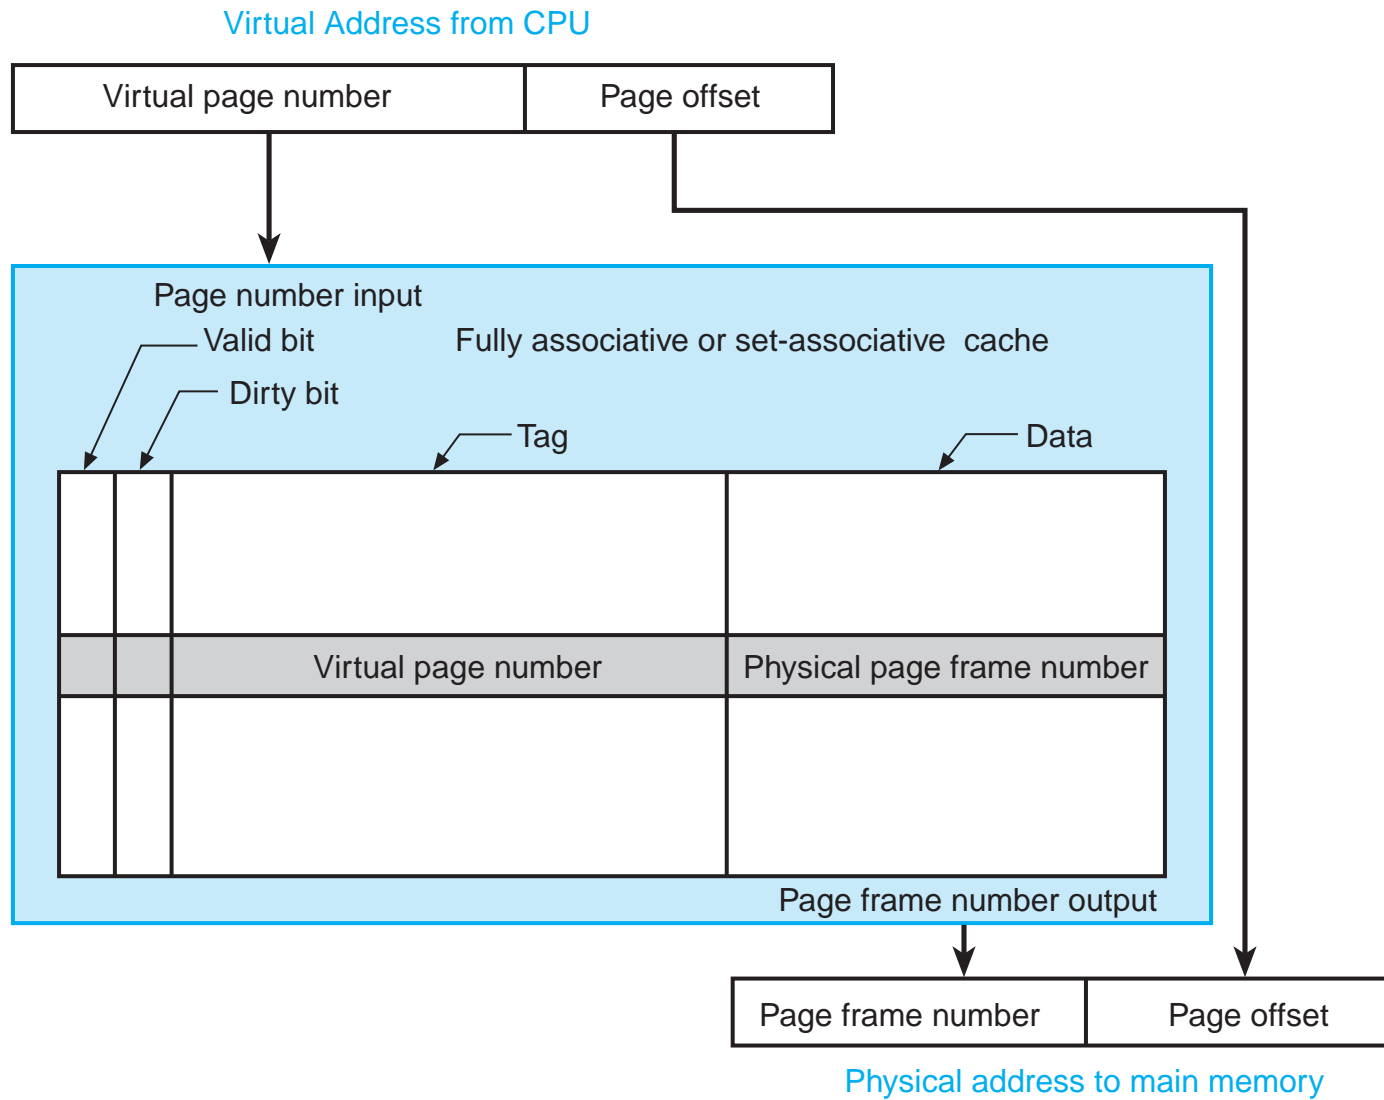 Virtual Address from CPU
Virtual page number
Page offset
Page number input
Valid bit
Fully associative or set-associative cache
Dirty bit
Tag
Data
Virtual page number
Physical page frame number
Page frame number output
Page frame number
Page offset
Physical address to main memory